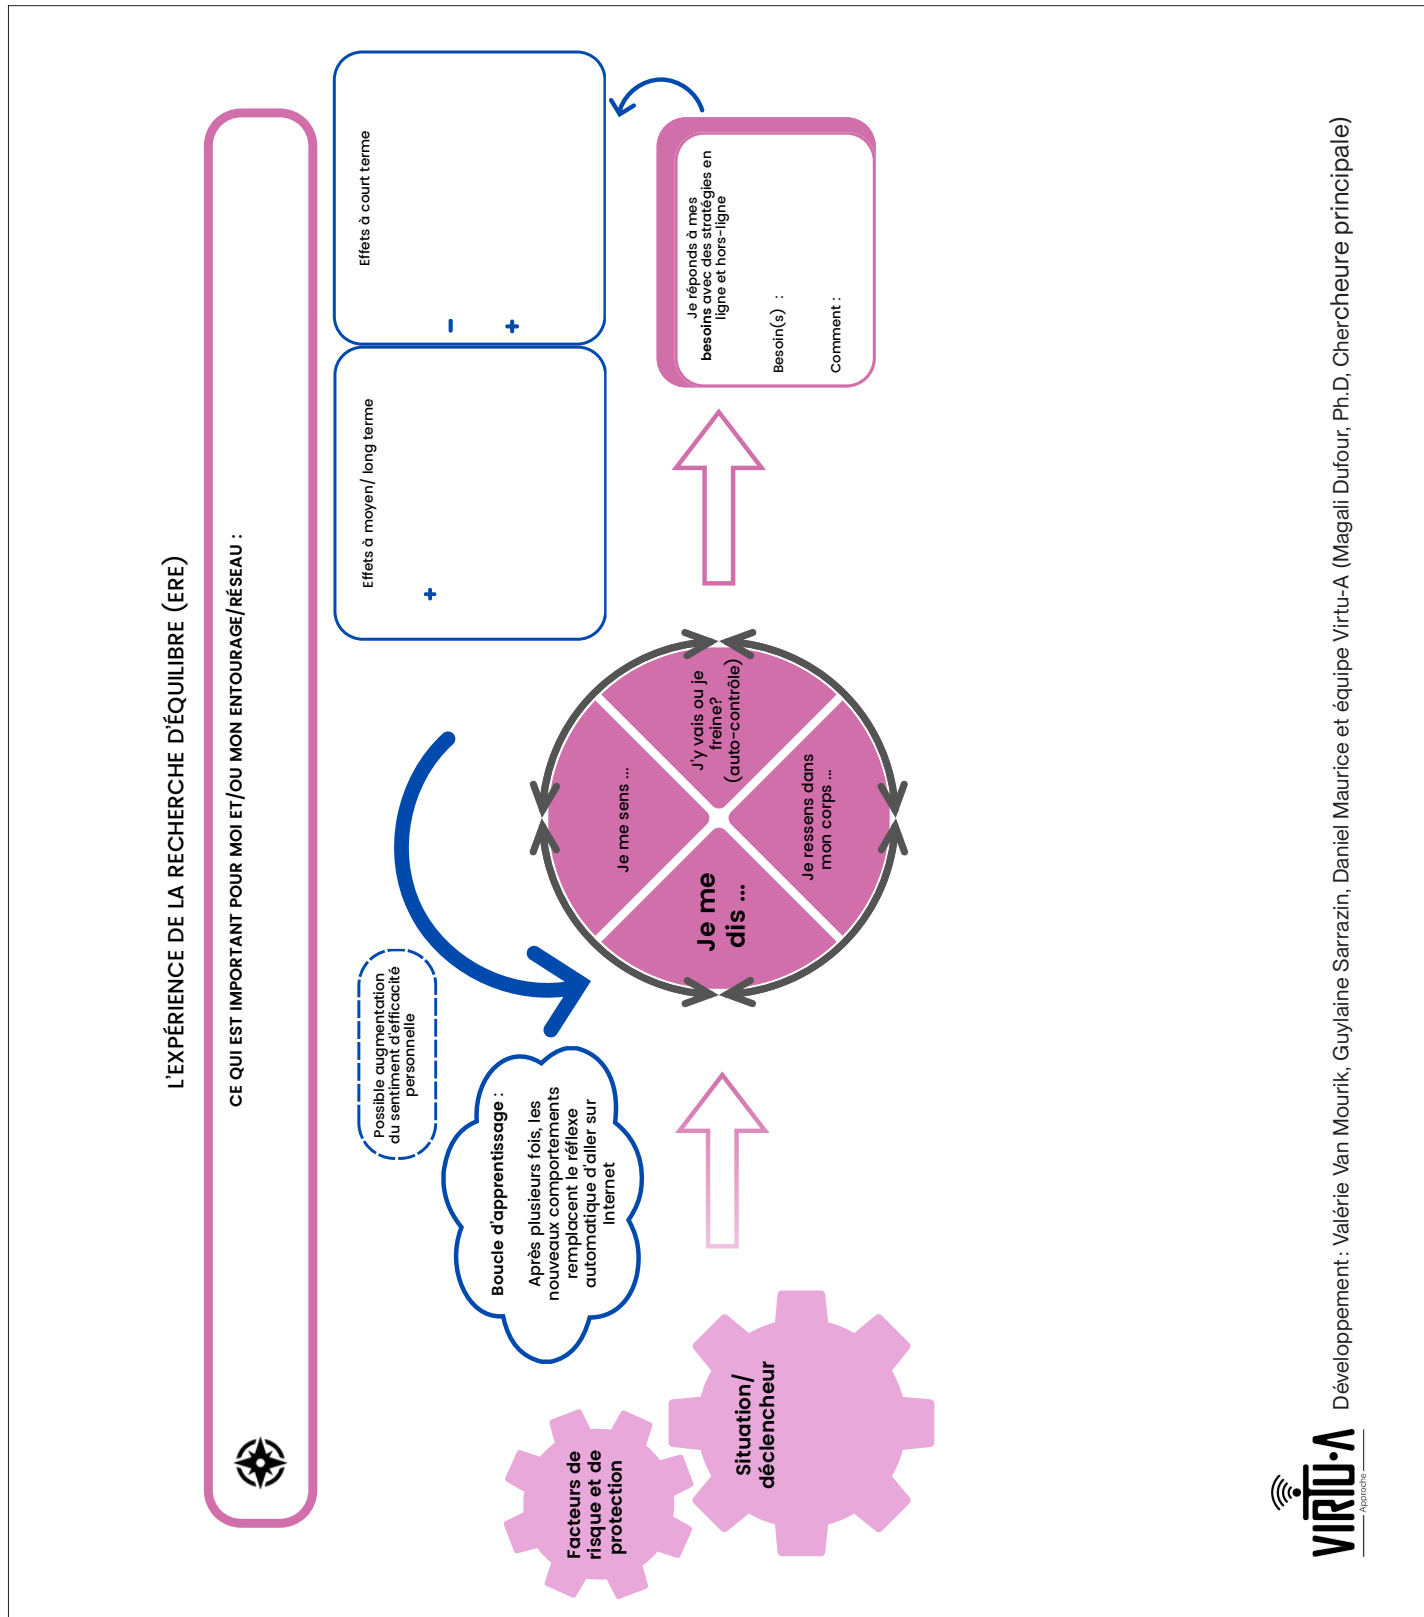 L'EXPÉRIENCE DE LA RECHERCHE D'ÉQUILIBRE (ERE)
CE QUI EST IMPORTANT POUR MOI ET/OU MON ENTOURAGE/RÉSEAU :
Facteurs de
risque et de
protection
Situation/
déclencheur
Boucle d'apprentissage :
Après plusieurs fois, les
nouveaux comportements
remplacent le réflexe
automatique d'aller sur
Internet
Possible augmentation
du sentiment d'efficacité
personnelle
Je me
dis ...
Je me sens ...
Je ressens dans
mon corps ...
J'y vais ou je
freine?
(auto-contrôle)
Effets à moyen/ long terme
+
Effets à court terme
-
+
Je réponds à mes
besoins avec des stratégies en
ligne et hors-ligne
Besoin(s) :
Comment :
VIRTU•A
Approche
Développement : Valérie Van Mourik, Guylaine Sarrazin, Daniel Maurice et équipe Virtu-A (Magali Dufour, Ph.D, Chercheure principale)